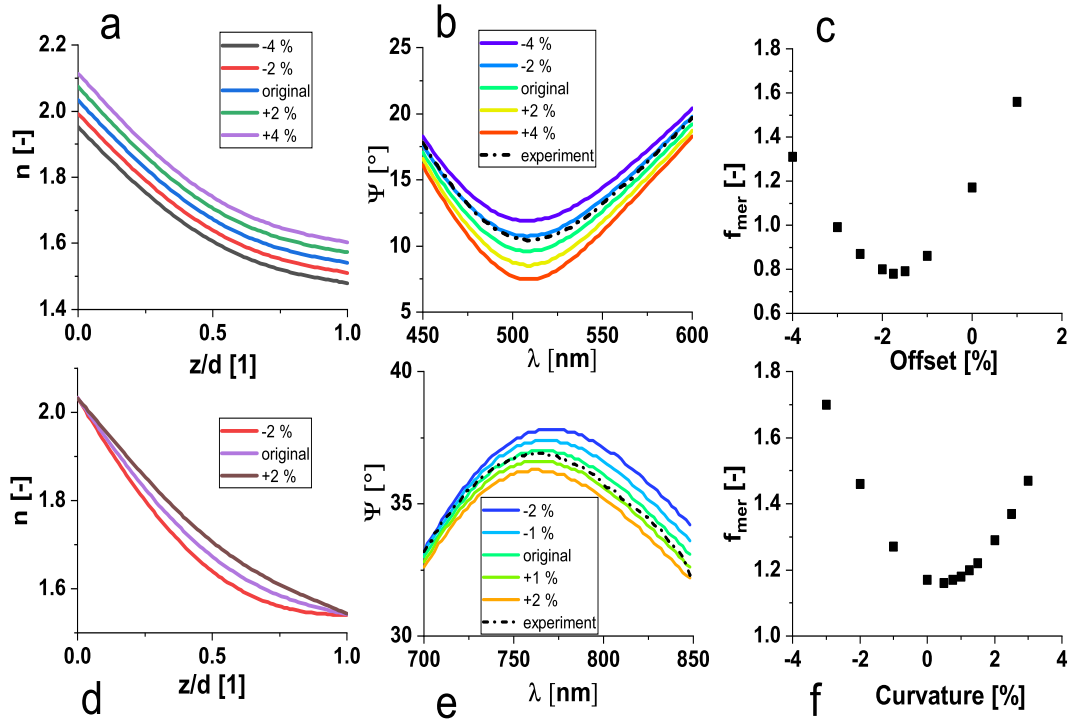 a
2.2
2.0
1.8
1.6
1.4
n [-]
0.0
0.5
1.0
z/d [1]
-4 %
-2 %
original
+2 %
+4 %
b
25
20
15
10
5
Ψ [°]
450
500
550
600
λ [nm]
-4 %
-2 %
original
+2 %
+4 %
experiment
c
1.8
1.6
1.4
1.2
1.0
0.8
0.6
fmer [-]
-4
-2
0
2
Offset [%]
d
2.0
1.8
1.6
n [-]
0.0
0.5
1.0
z/d [1]
-2 %
original
+2 %
e
40
35
30
Ψ [°]
700
750
800
850
λ [nm]
-2 %
-1 %
original
+1 %
+2 %
experiment
f
1.8
1.6
1.4
1.2
1.0
fmer [-]
-4
-2
0
2
4
Curvature [%]